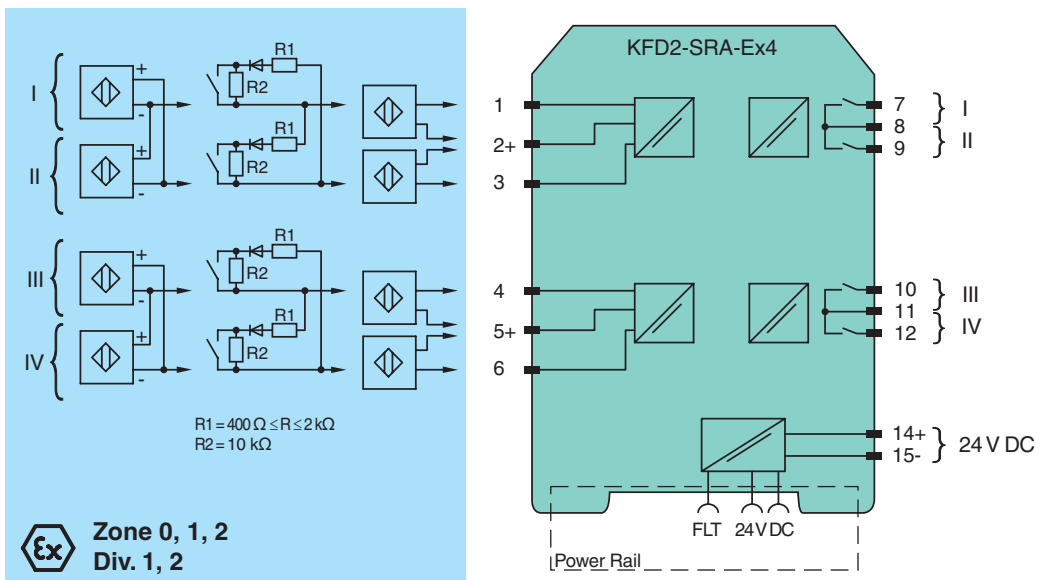 I
+
-
II
+
-
R1
R2
R1
R2
III
+
-
IV
+
-
R1
R2
R1
R2
R1 = 400 Ω ≤ R ≤ 2 kΩ
R2 = 10 kΩ
Ex
Zone 0, 1, 2
Div. 1, 2
KFD2-SRA-Ex4
1
2+
3
4
5+
6
7
8
9
I
II
10
11
12
III
IV
14+
15-
24 V DC
FLT 24 V DC
Power Rail